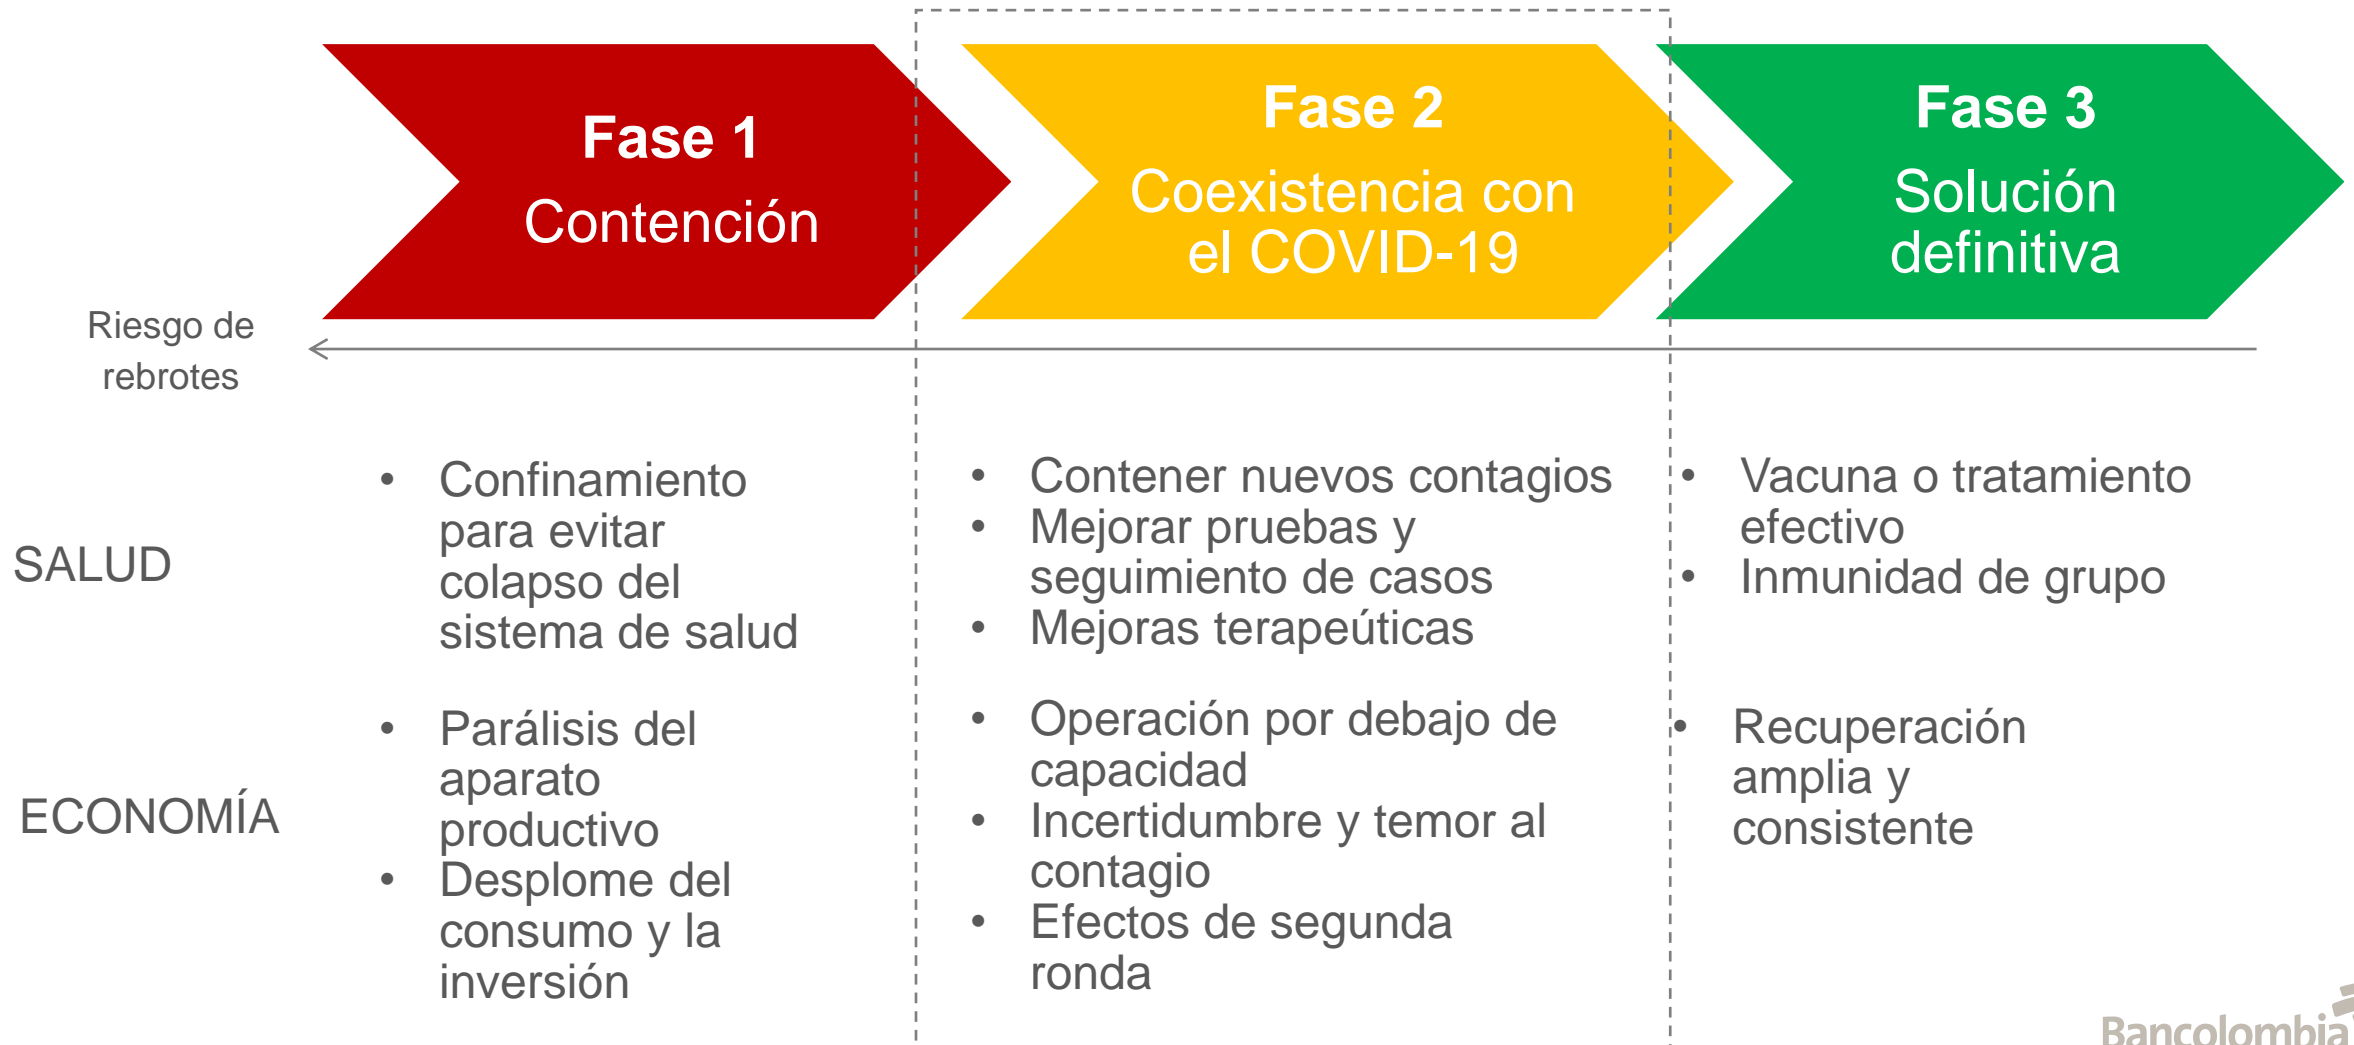 Fase 1
Contención
Fase 2
Coexistencia con
el COVID-19
Fase 3
Solución
definitiva
Riesgo de
rebrotes
SALUD
• Confinamiento
para evitar
colapso del
sistema de salud
• Contener nuevos contagios
• Mejorar pruebas y
seguimiento de casos
• Mejoras terapeúticas
• Vacuna o tratamiento
efectivo
• Inmunidad de grupo
ECONOMÍA
• Parálisis del
aparato
productivo
• Desplome del
consumo y la
inversión
• Operación por debajo de
capacidad
• Incertidumbre y temor al
contagio
• Efectos de segunda
ronda
• Recuperación
amplia y
consistente
Bancolombia